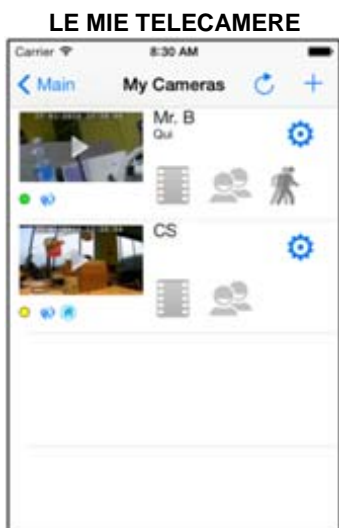 LE MIE TELECAMERE
Carrier 8:30 AM
Main My Cameras
Mr. B
Qui
CS